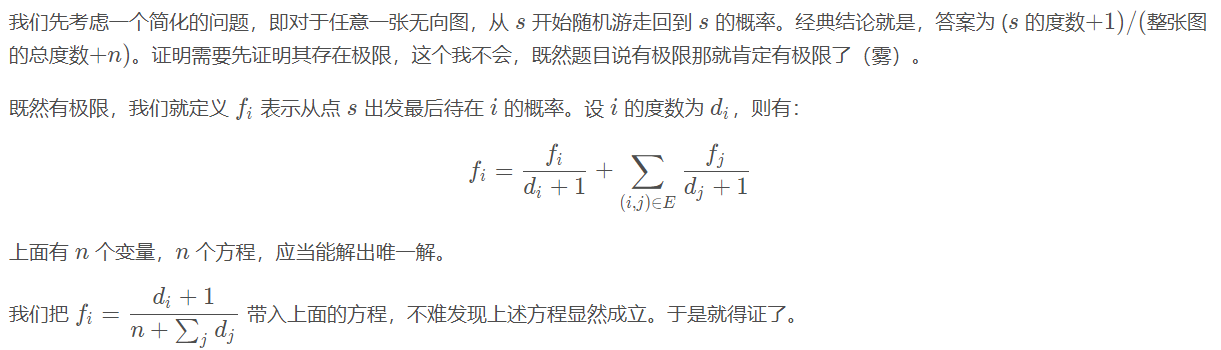 我们先考虑一个简化的问题，即对于任意一张无向图，从 $s$ 开始随机游走回到 $s$ 的概率。经典结论就是，答案为 ($s$ 的度数$+1)/($整张图
的总度数$+n)$。证明需要先证明其存在极限，这个我不会，既然题目说有极限那就肯定有极限了（雾）。
既然有极限，我们就定义 $f_i$ 表示从点 $s$ 出发最后待在 $i$ 的概率。设 $i$ 的度数为 $d_i$，则有：
$$f_i = \frac{f_i}{d_i+1} + \sum_{(i,j)\in E} \frac{f_j}{d_j+1}$$
上面有 $n$ 个变量，$n$ 个方程，应当能解出唯一解。
我们把 $f_i = \frac{d_i+1}{n+\sum_j d_j}$ 带入上面的方程，不难发现上述方程显然成立。于是就得证了。